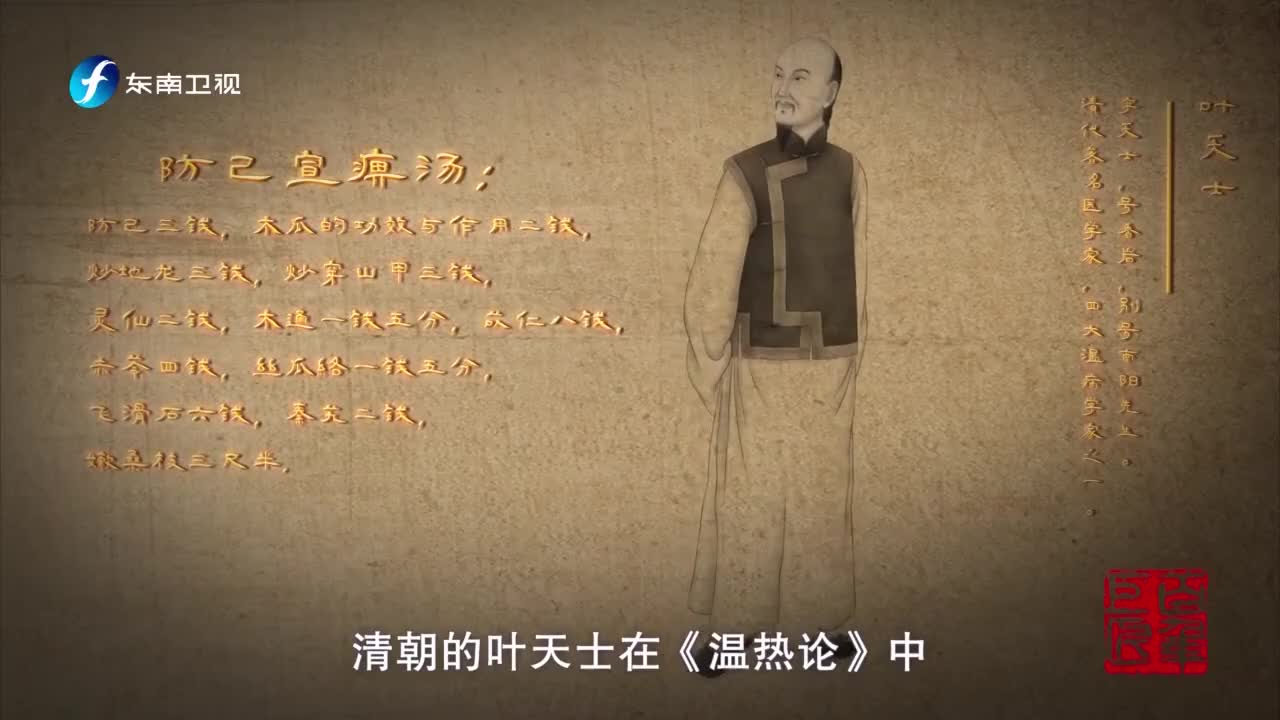 东南卫视
防己宣痹汤：
防己三钱，木瓜的功效与作用二钱，
炒地龙三钱，炒穿山甲三钱，
灵仙二钱，木通一钱五分，苡仁八钱，
赤苓四钱，丝瓜络一钱五分，
飞滑石六钱，秦艽二钱，
嫩桑枝三尺半。
叶天士
字天士，号香岩，别号南阳先生。
清代著名医学家，四大温病学家之一。
清朝的叶天士在《温热论》中